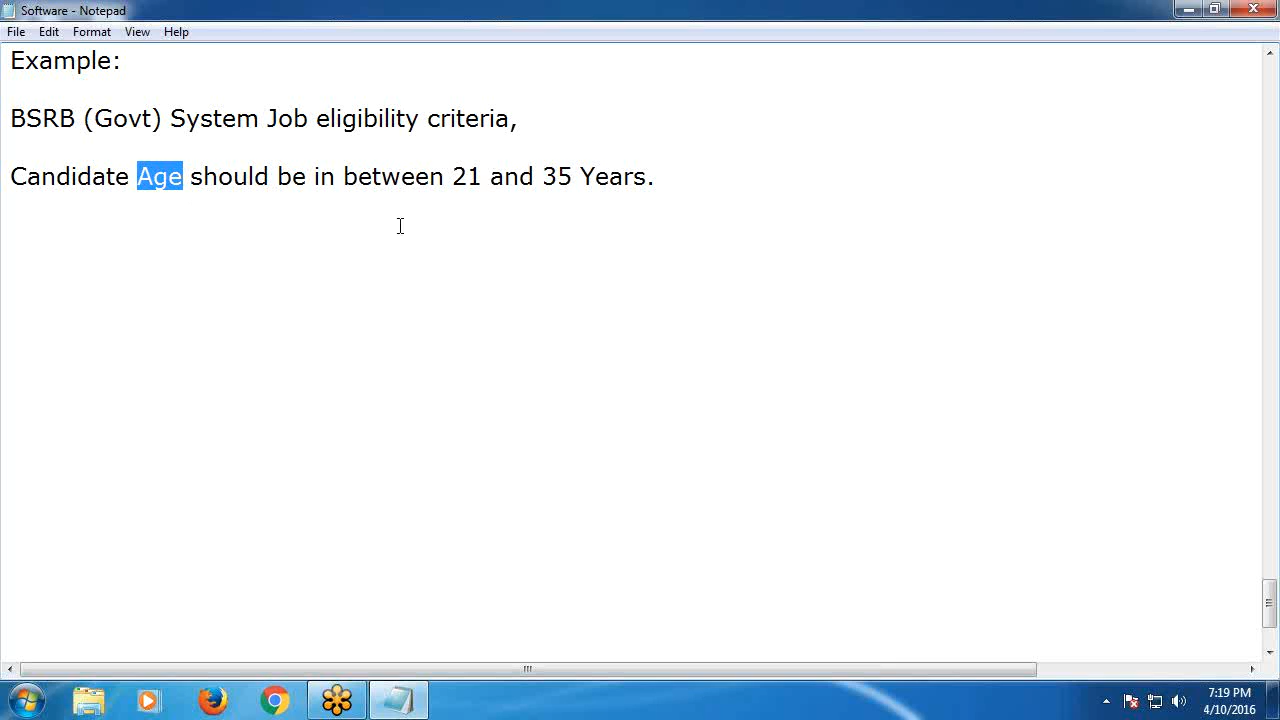 Software - Notepad
File Edit Format View Help
Example:
BSRB (Govt) System Job eligibility criteria,
Candidate Age should be in between 21 and 35 Years.
7:19 PM
4/10/2016